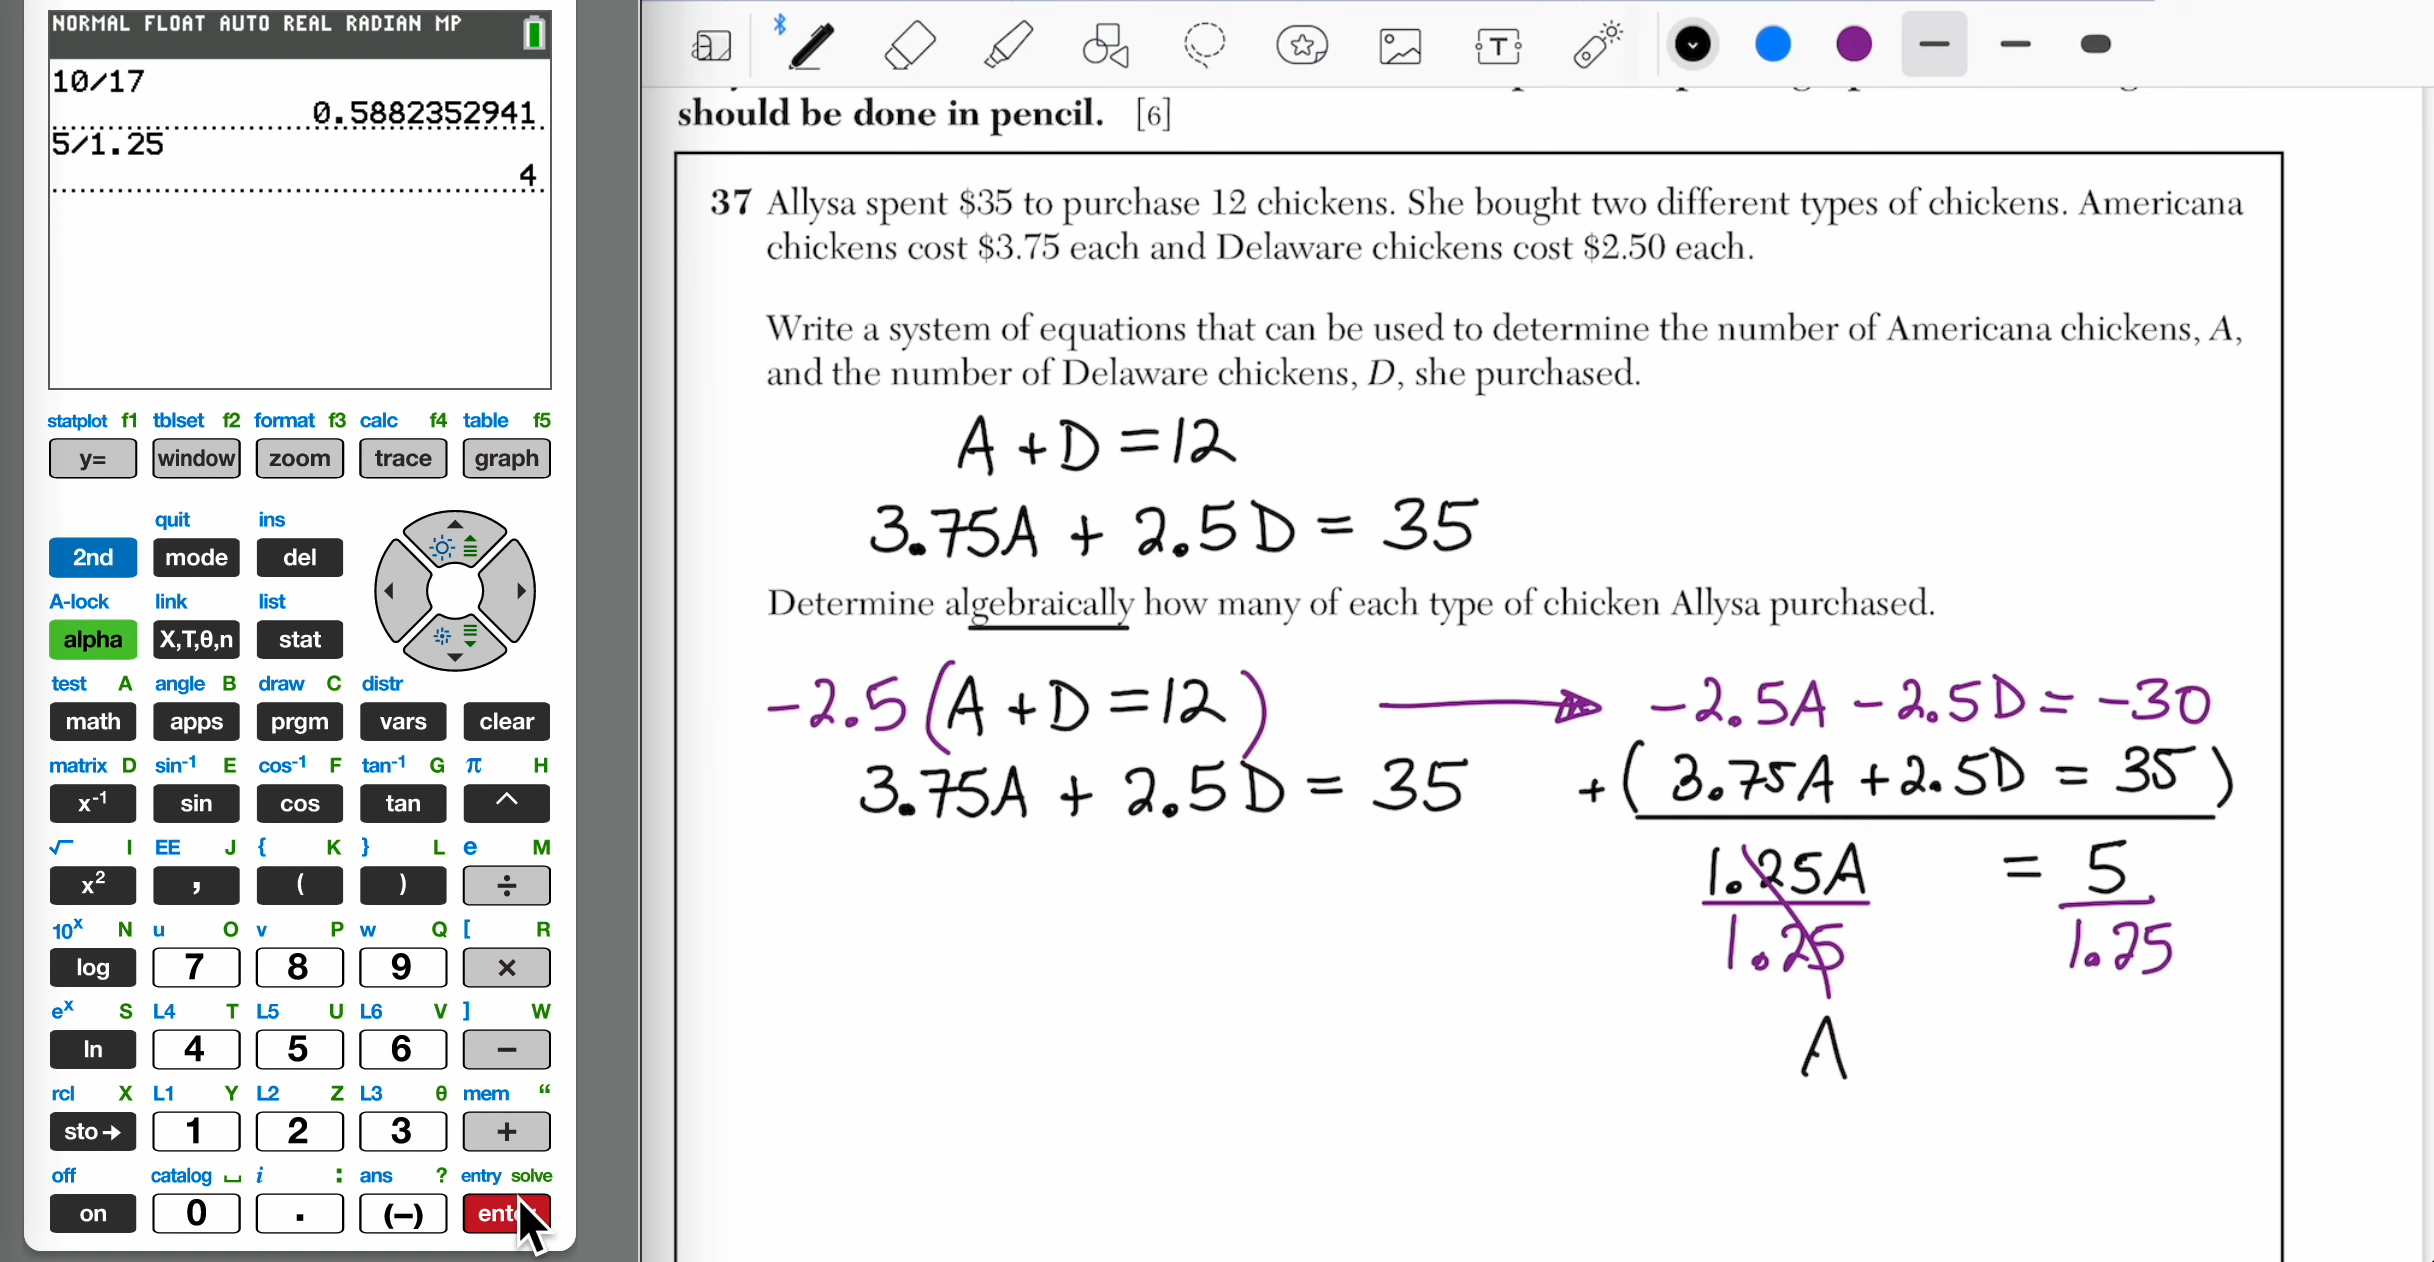 NORMAL FLOAT AUTO REAL RADIAN MP
10/17
0.5882352941
5/1.25
4
statplot f1 tblset f2 format f3 calc f4 table f5
y= window zoom trace graph
quit ins
2nd mode del
A-lock link list
alpha X,T,θ,n stat
test A angle B draw C distr
math apps prgm vars clear
matrix D sin⁻¹ E cos⁻¹ F tan⁻¹ G π H
x⁻¹ sin cos tan ^
√ I EE J { K } L e M
x² , ( ) ÷
10ˣ N u O v P w Q [ R
log 7 8 9 ×
eˣ S L4 T L5 U L6 V ] W
ln 4 5 6 −
rcl X L1 Y L2 Z L3 θ mem “
sto→ 1 2 3 +
off catalog ⎵ i : ans ? entry solve
on 0 . (−)
T
should be done in pencil. [6]
37 Allysa spent $35 to purchase 12 chickens. She bought two different types of chickens. Americana
chickens cost $3.75 each and Delaware chickens cost $2.50 each.
Write a system of equations that can be used to determine the number of Americana chickens, A,
and the number of Delaware chickens, D, she purchased.
A + D = 12
3.75A + 2.5D = 35
Determine algebraically how many of each type of chicken Allysa purchased.
-2.5(A + D = 12) → -2.5A - 2.5D = -30
3.75A + 2.5D = 35 + (3.75A + 2.5D = 35)
1.25A = 5
1.25 1.25
A